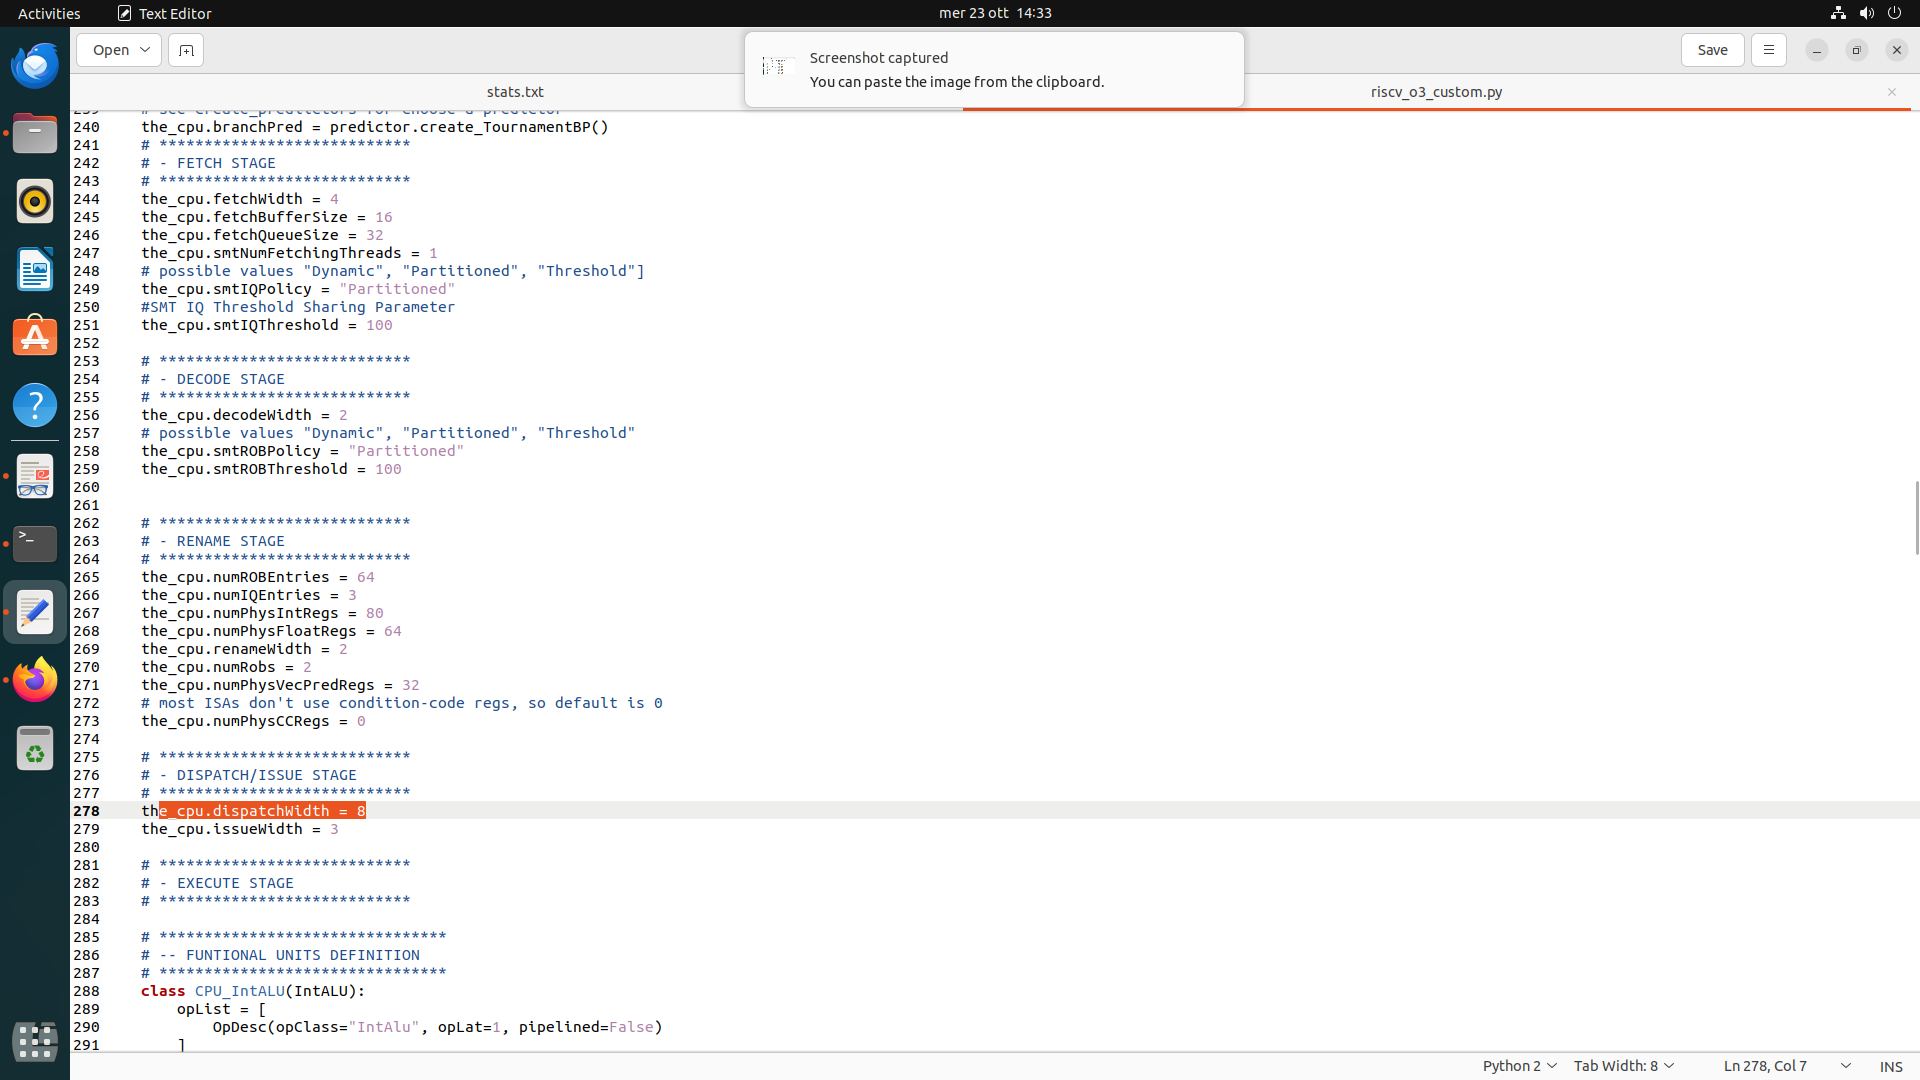 Activities
Text Editor
mer 23 ott 14:33
Open
Save
Screenshot captured
You can paste the image from the clipboard.
stats.txt
riscv_o3_custom.py
239 # see create_predictors for choose a predictor
240 the_cpu.branchPred = predictor.create_TournamentBP()
241 # ****************************
242 # - FETCH STAGE
243 # ****************************
244 the_cpu.fetchWidth = 4
245 the_cpu.fetchBufferSize = 16
246 the_cpu.fetchQueueSize = 32
247 the_cpu.smtNumFetchingThreads = 1
248 # possible values "Dynamic", "Partitioned", "Threshold"]
249 the_cpu.smtIQPolicy = "Partitioned"
250 #SMT IQ Threshold Sharing Parameter
251 the_cpu.smtIQThreshold = 100
252
253 # ****************************
254 # - DECODE STAGE
255 # ****************************
256 the_cpu.decodeWidth = 2
257 # possible values "Dynamic", "Partitioned", "Threshold"
258 the_cpu.smtROBPolicy = "Partitioned"
259 the_cpu.smtROBThreshold = 100
260
261
262 # ****************************
263 # - RENAME STAGE
264 # ****************************
265 the_cpu.numROBEntries = 64
266 the_cpu.numIQEntries = 3
267 the_cpu.numPhysIntRegs = 80
268 the_cpu.numPhysFloatRegs = 64
269 the_cpu.renameWidth = 2
270 the_cpu.numRobs = 2
271 the_cpu.numPhysVecPredRegs = 32
272 # most ISAs don't use condition-code regs, so default is 0
273 the_cpu.numPhysCCRegs = 0
274
275 # ****************************
276 # - DISPATCH/ISSUE STAGE
277 # ****************************
278 the_cpu.dispatchWidth = 8
279 the_cpu.issueWidth = 3
280
281 # ****************************
282 # - EXECUTE STAGE
283 # ****************************
284
285 # ********************************
286 # -- FUNTIONAL UNITS DEFINITION
287 # ********************************
288 class CPU_IntALU(IntALU):
289 opList = [
290 OpDesc(opClass="IntAlu", opLat=1, pipelined=False)
291 ]
Python 2
Tab Width: 8
Ln 278, Col 7
INS